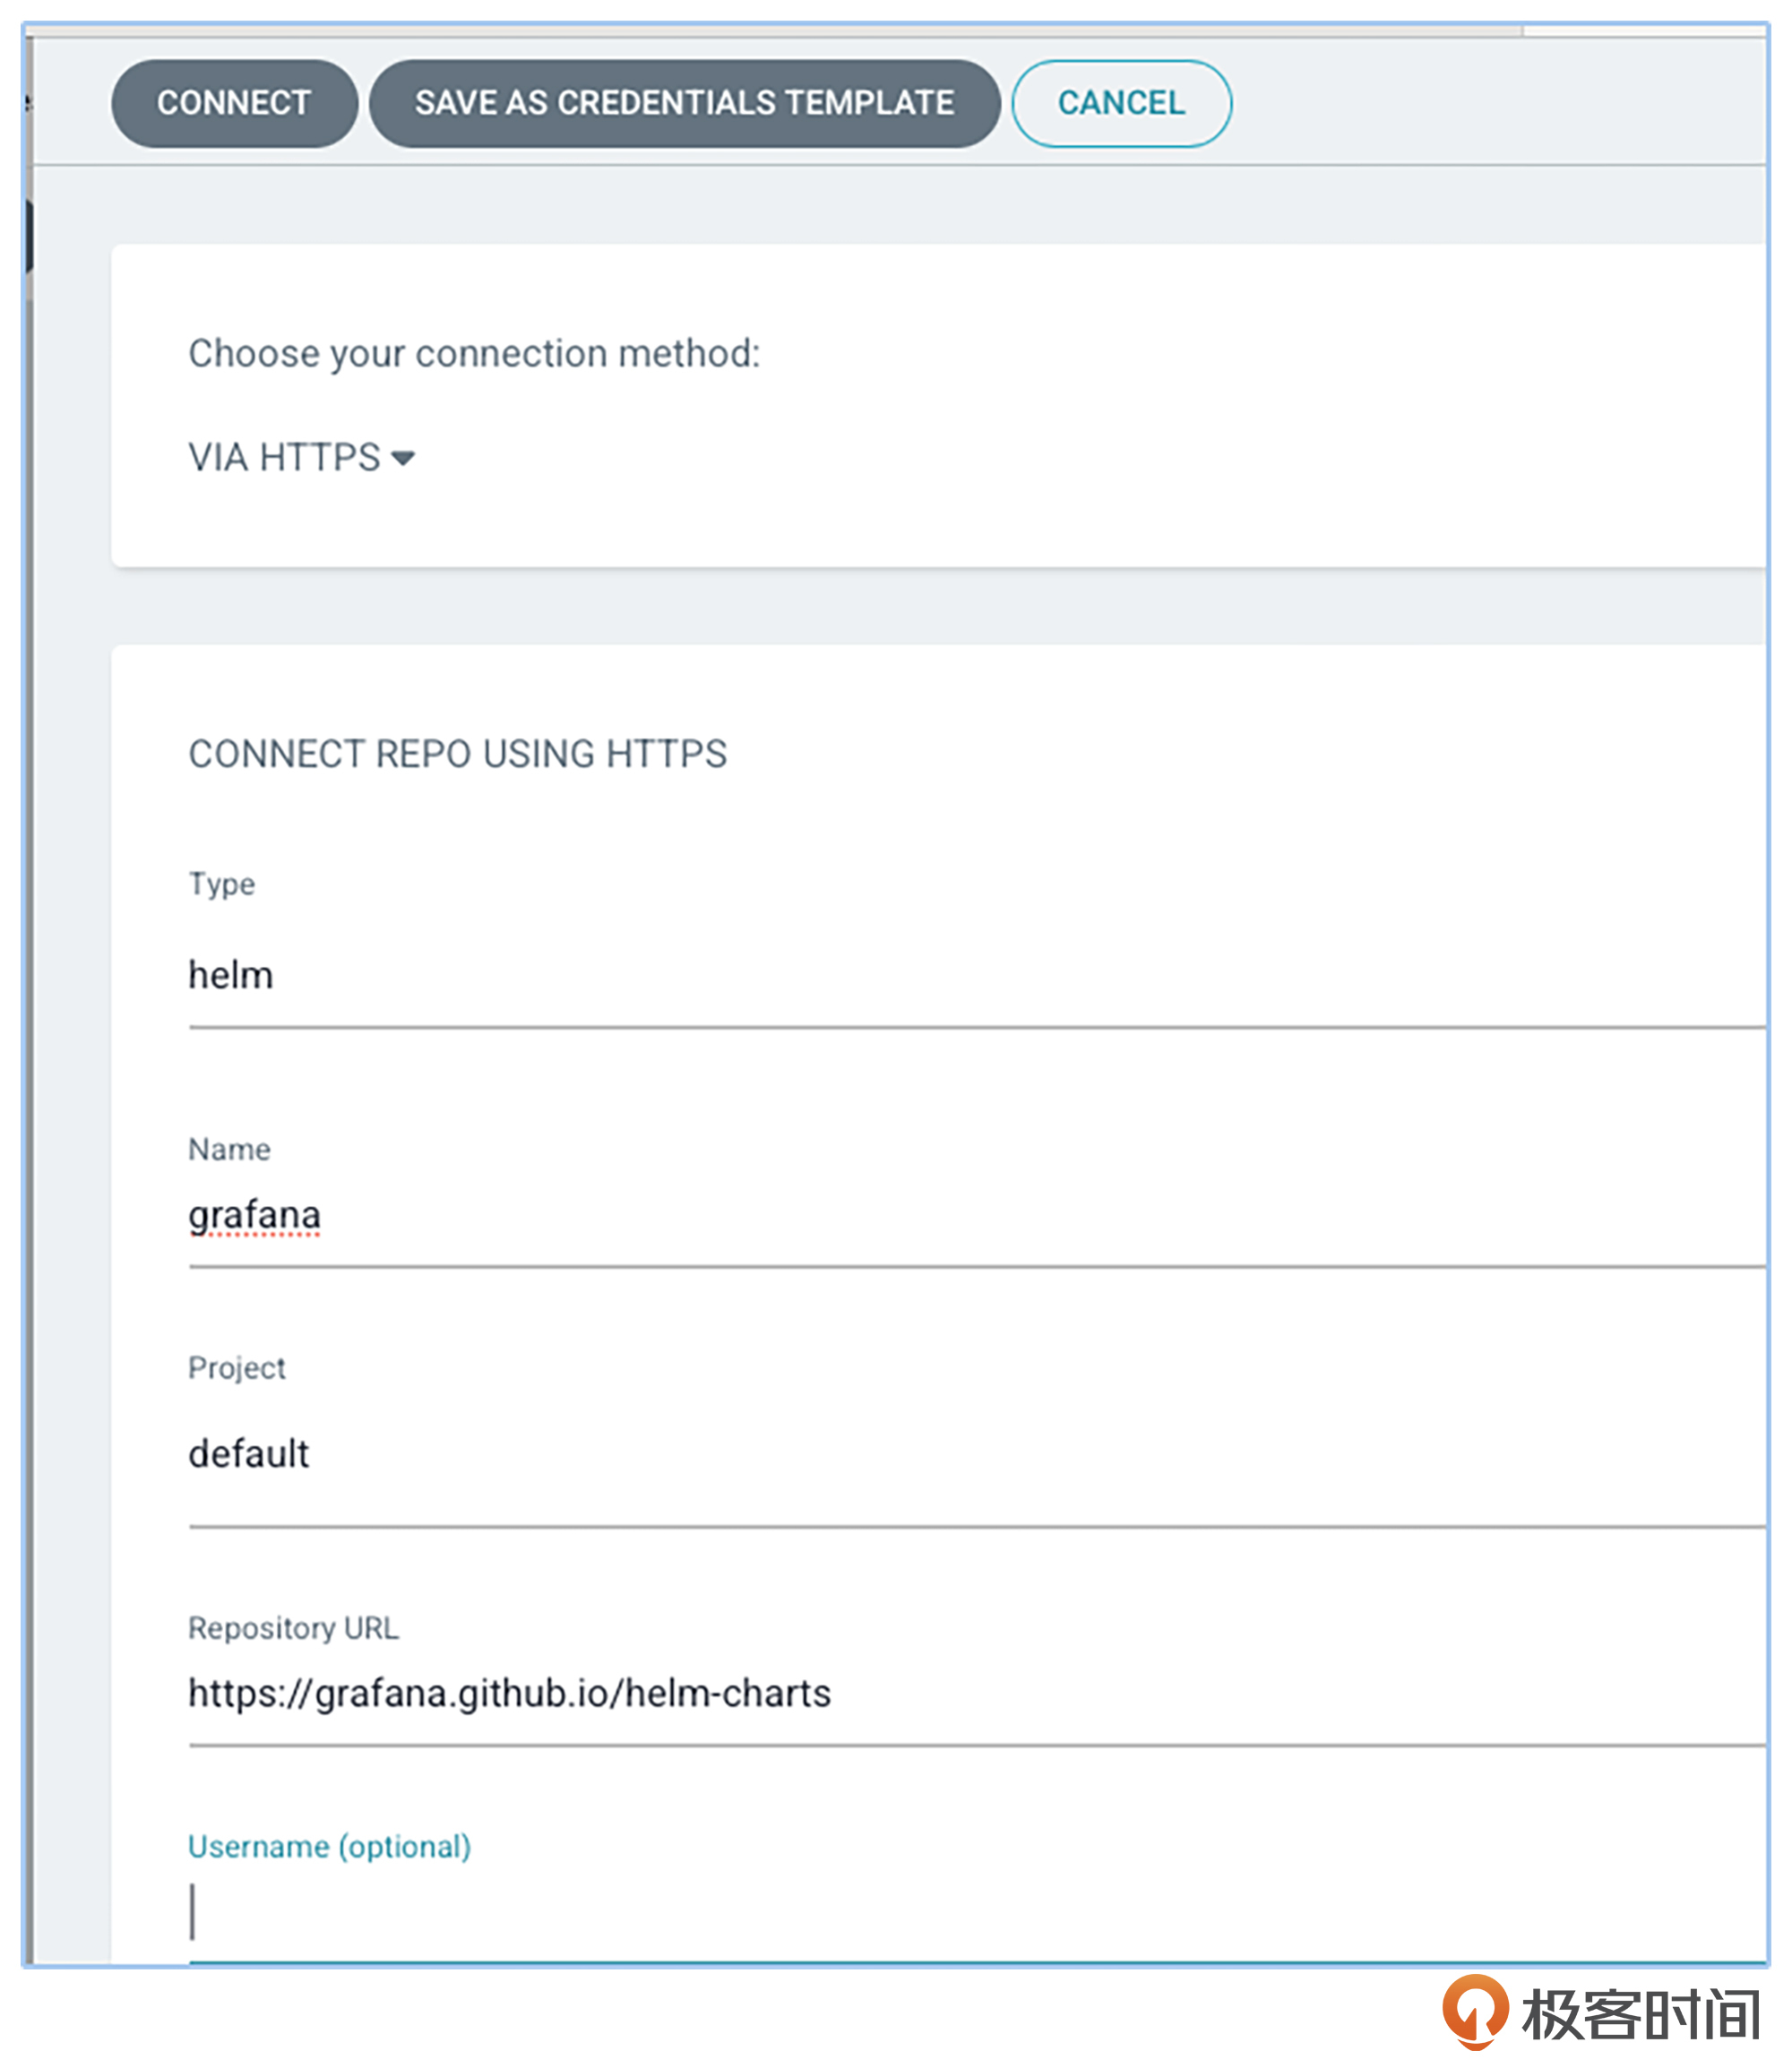 CONNECT SAVE AS CREDENTIALS TEMPLATE CANCEL
Choose your connection method:
VIA HTTPS
CONNECT REPO USING HTTPS
Type
helm
Name
grafana
Project
default
Repository URL
https://grafana.github.io/helm-charts
Username (optional)
极客时间